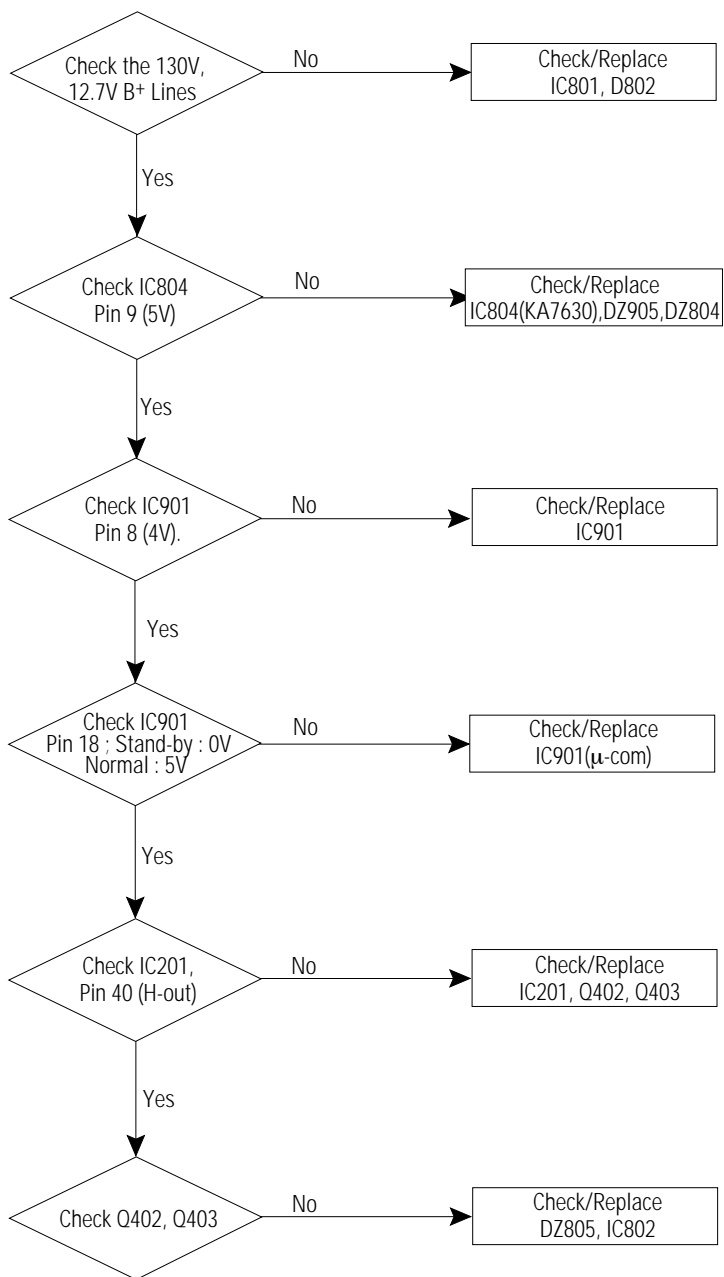 Check the 130V,
12.7V B+ Lines
No
Check/Replace
IC801, D802
Yes
Check IC804
Pin 9 (5V)
No
Check/Replace
IC804(KA7630),DZ905,DZ804
Yes
Check IC901
Pin 8 (4V).
No
Check/Replace
IC901
Yes
Check IC901
Pin 18 ; Stand-by : 0V
Normal : 5V
No
Check/Replace
IC901(μ-com)
Yes
Check IC201,
Pin 40 (H-out)
No
Check/Replace
IC201, Q402, Q403
Yes
Check Q402, Q403
No
Check/Replace
DZ805, IC802